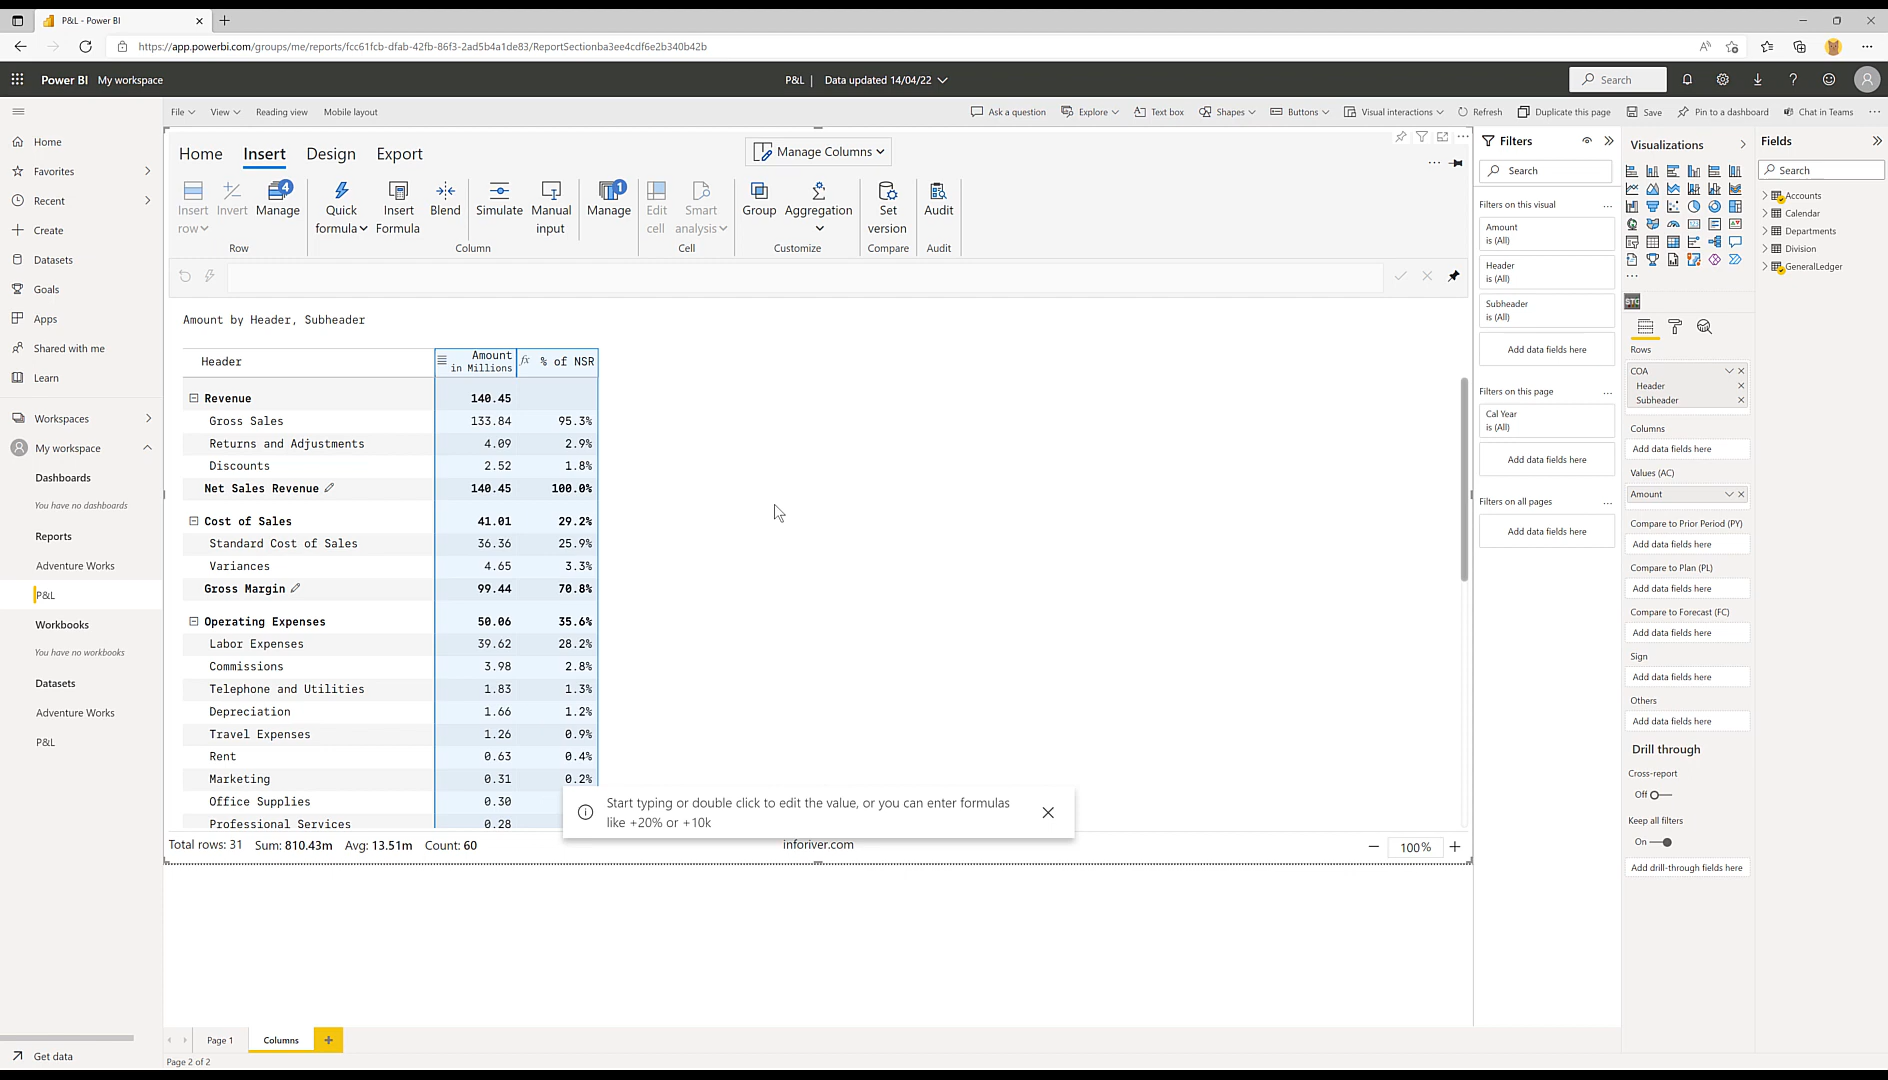 P&L - Power BI
https://app.powerbi.com/groups/me/reports/fcc61fcb-dfab-42fb-86f3-2ad5b4a1de83/ReportSectionba3ee4cdf6e2b340b42b
Power BI My workspace
P&L | Data updated 14/04/22
Search
File View Reading view Mobile layout
Ask a question Explore Text box Shapes Buttons Visual interactions Refresh Duplicate this page Save Pin to a dashboard Chat in Teams
Home
Favorites
Recent
Create
Datasets
Goals
Apps
Shared with me
Learn
Workspaces
My workspace
Dashboards
You have no dashboards
Reports
Adventure Works
P&L
Workbooks
You have no workbooks
Datasets
Adventure Works
P&L
Get data
Home Insert Design Export
Manage Columns
Insert row Invert Manage 4
Row
Quick formula Insert Formula Blend Simulate Manual input Manage 1
Column
Edit cell Smart analysis
Cell
Group Aggregation
Customize
Set version
Compare
Audit
Audit
Amount by Header, Subheader
Header Amount in Millions fx % of NSR
Revenue 140.45
Gross Sales 133.84 95.3%
Returns and Adjustments 4.09 2.9%
Discounts 2.52 1.8%
Net Sales Revenue 140.45 100.0%
Cost of Sales 41.01 29.2%
Standard Cost of Sales 36.36 25.9%
Variances 4.65 3.3%
Gross Margin 99.44 70.8%
Operating Expenses 50.06 35.6%
Labor Expenses 39.62 28.2%
Commissions 3.98 2.8%
Telephone and Utilities 1.83 1.3%
Depreciation 1.66 1.2%
Travel Expenses 1.26 0.9%
Rent 0.63 0.4%
Marketing 0.31 0.2%
Office Supplies 0.30
Professional Services 0.28
Start typing or double click to edit the value, or you can enter formulas
like +20% or +10k
Total rows: 31 Sum: 810.43m Avg: 13.51m Count: 60
inforiver.com
100%
Page 1 Columns
Page 2 of 2
Filters
Search
Filters on this visual
Amount
is (All)
Header
is (All)
Subheader
is (All)
Add data fields here
Filters on this page
Cal Year
is (All)
Add data fields here
Filters on all pages
Add data fields here
Visualizations
STG
Rows
COA
Header
Subheader
Columns
Add data fields here
Values (AC)
Amount
Compare to Prior Period (PY)
Add data fields here
Compare to Plan (PL)
Add data fields here
Compare to Forecast (FC)
Add data fields here
Sign
Add data fields here
Others
Add data fields here
Drill through
Cross-report
Off
Keep all filters
On
Add drill-through fields here
Fields
Search
Accounts
Calendar
Departments
Division
GeneralLedger